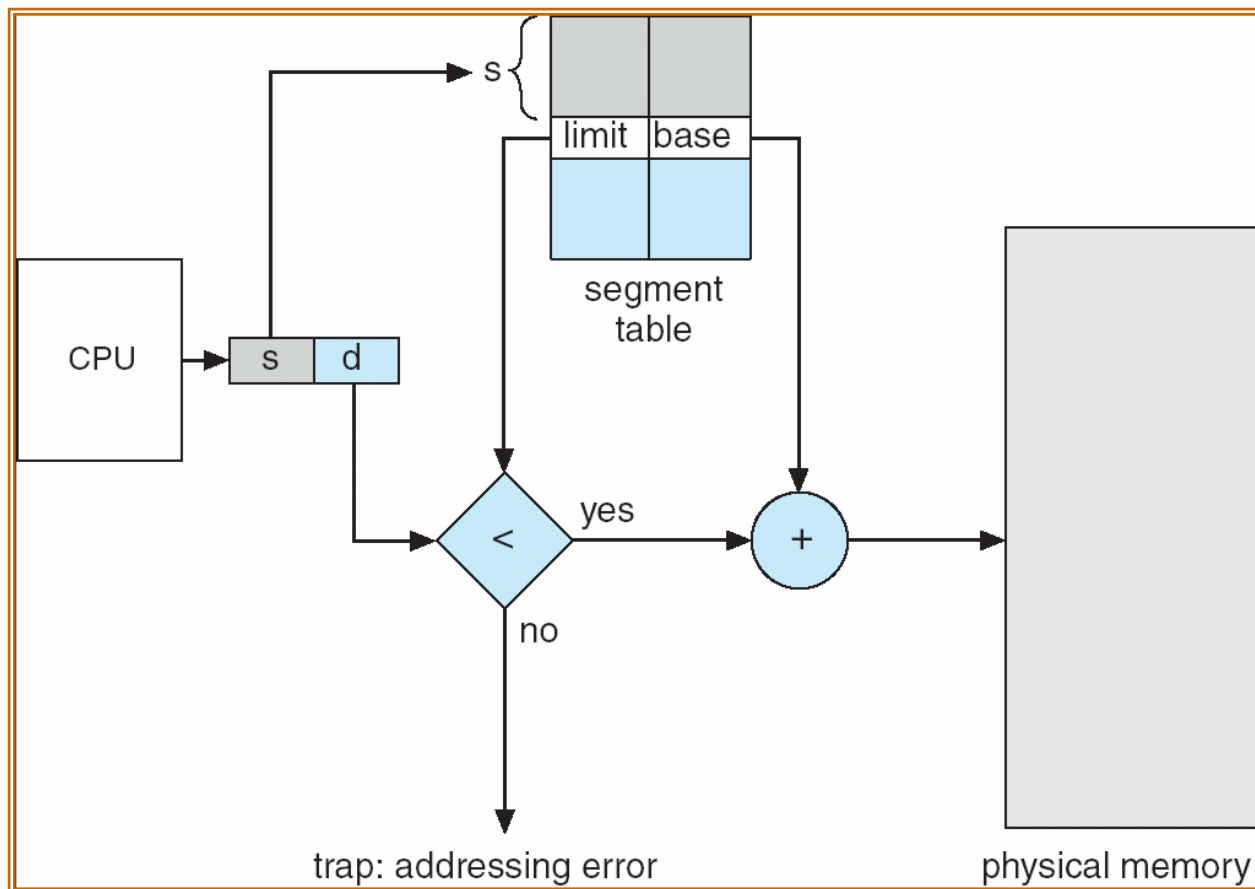 s
limit base
segment
table
CPU
s d
yes
<
+
no
trap: addressing error
physical memory